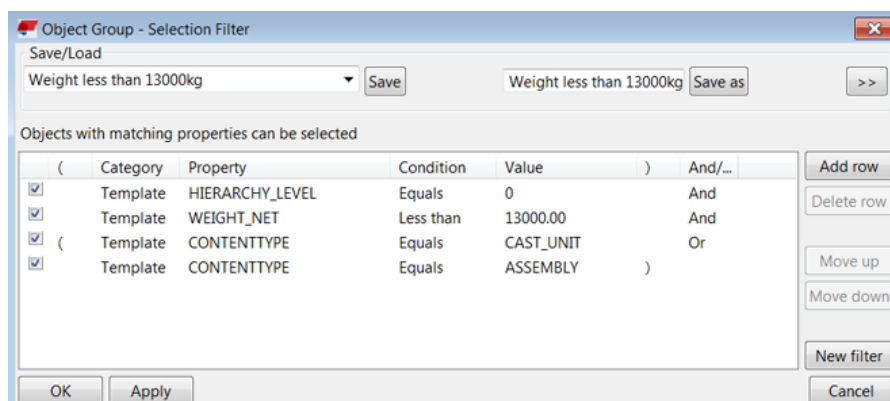 Object Group - Selection Filter
Save/Load
Weight less than 13000kg Save Weight less than 13000kg Save as >>
Objects with matching properties can be selected
( Category Property Condition Value ) And/...
Template HIERARCHY_LEVEL Equals 0 And
Template WEIGHT_NET Less than 13000.00 And
( Template CONTENTTYPE Equals CAST_UNIT Or
Template CONTENTTYPE Equals ASSEMBLY )
Add row
Delete row
Move up
Move down
New filter
OK Apply Cancel